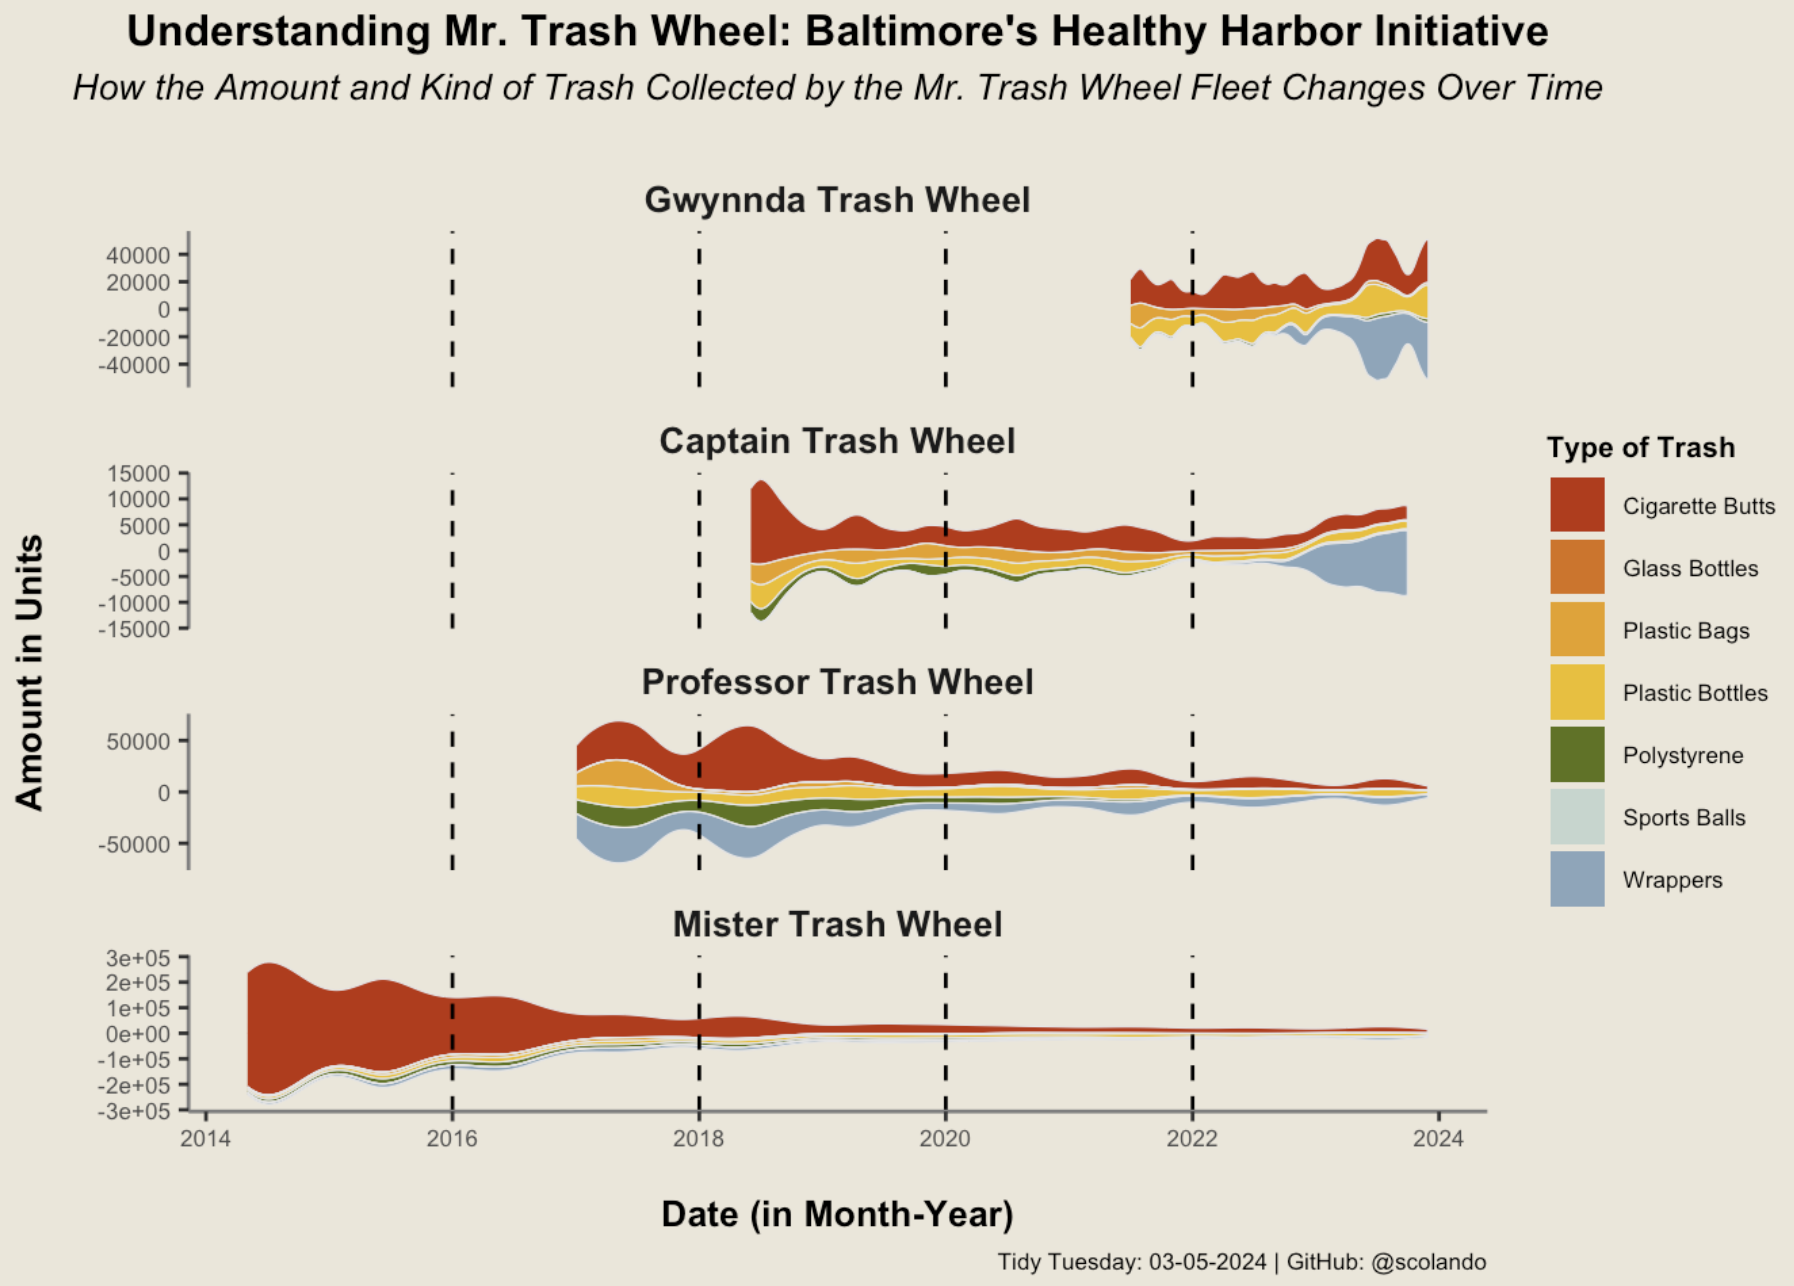 Understanding Mr. Trash Wheel: Baltimore's Healthy Harbor Initiative
How the Amount and Kind of Trash Collected by the Mr. Trash Wheel Fleet Changes Over Time
Gwynnda Trash Wheel
40000
20000
0
-20000
-40000
Captain Trash Wheel
15000
10000
5000
0
-5000
-10000
-15000
Professor Trash Wheel
50000
0
-50000
Mister Trash Wheel
3e+05
2e+05
1e+05
0e+00
-1e+05
-2e+05
-3e+05
2014
2016
2018
2020
2022
2024
Amount in Units
Date (in Month-Year)
Type of Trash
Cigarette Butts
Glass Bottles
Plastic Bags
Plastic Bottles
Polystyrene
Sports Balls
Wrappers
Tidy Tuesday: 03-05-2024 | GitHub: @scolando